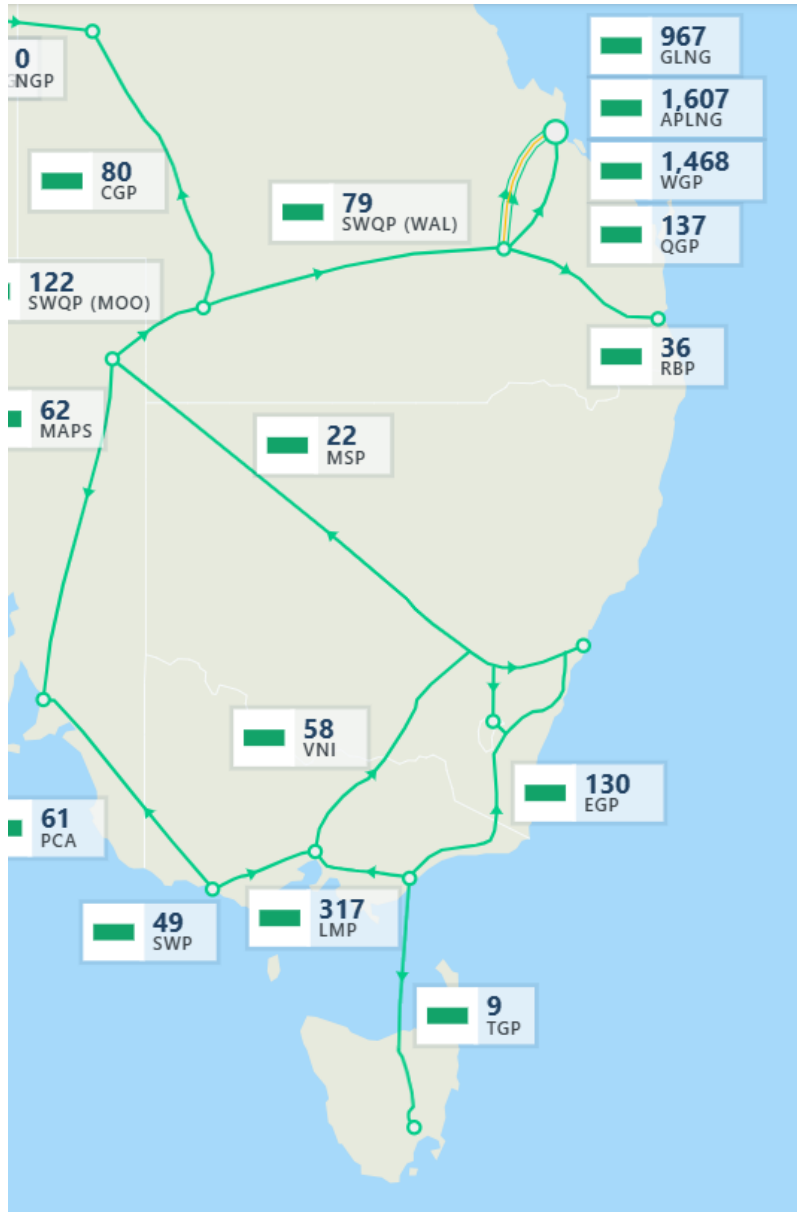 967
GLNG
0
NGP
1,607
APLNG
80
CGP
1,468
WGP
79
SWQP (WAL)
137
QGP
122
SWQP (MOO)
36
RBP
62
MAPS
22
MSP
58
VNI
130
EGP
61
PCA
317
LMP
49
SWP
9
TGP